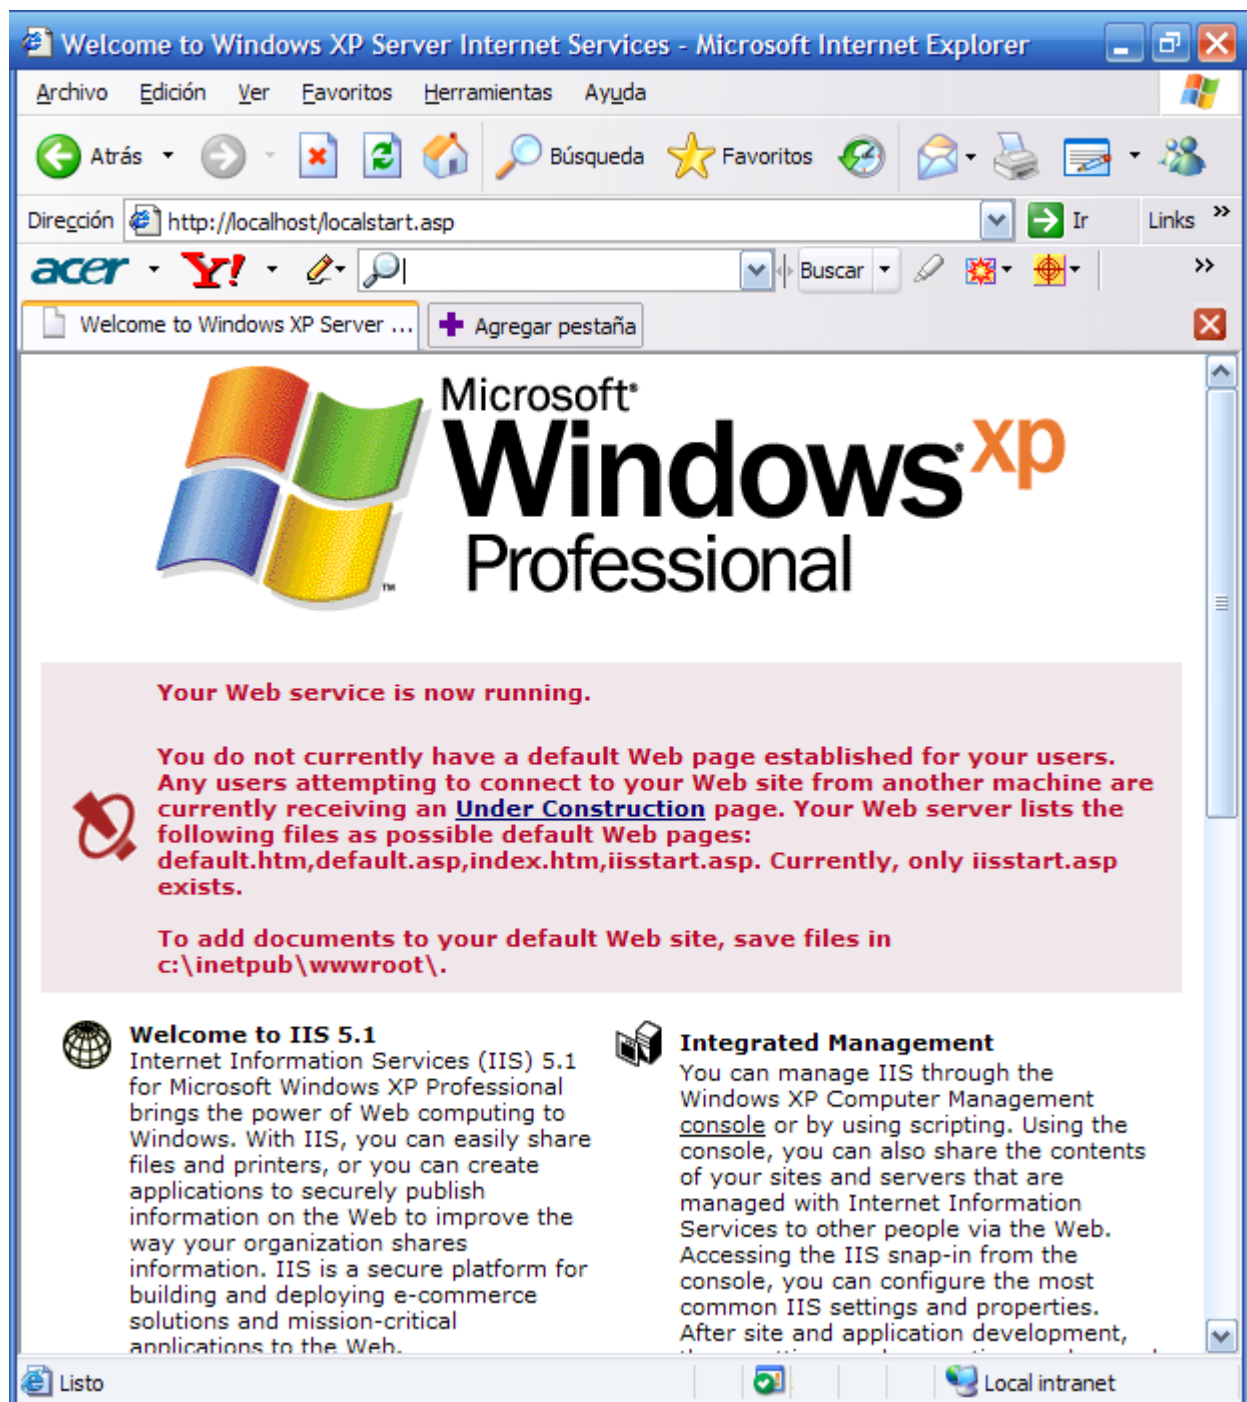 Welcome to Windows XP Server Internet Services - Microsoft Internet Explorer
Archivo Edición Ver Favoritos Herramientas Ayuda
Atrás Búsqueda Favoritos
Dirección http://localhost/localstart.asp Ir Links »
acer Y! Buscar »
Welcome to Windows XP Server ... Agregar pestaña
Microsoft
Windows xp
Professional
TM
Your Web service is now running.
You do not currently have a default Web page established for your users.
Any users attempting to connect to your Web site from another machine are
currently receiving an Under Construction page. Your Web server lists the
following files as possible default Web pages:
default.htm,default.asp,index.htm,iisstart.asp. Currently, only iisstart.asp
exists.
To add documents to your default Web site, save files in
c:\inetpub\wwwroot\.
Welcome to IIS 5.1
Internet Information Services (IIS) 5.1
for Microsoft Windows XP Professional
brings the power of Web computing to
Windows. With IIS, you can easily share
files and printers, or you can create
applications to securely publish
information on the Web to improve the
way your organization shares
information. IIS is a secure platform for
building and deploying e-commerce
solutions and mission-critical
applications to the Web.
Integrated Management
You can manage IIS through the
Windows XP Computer Management
console or by using scripting. Using the
console, you can also share the contents
of your sites and servers that are
managed with Internet Information
Services to other people via the Web.
Accessing the IIS snap-in from the
console, you can configure the most
common IIS settings and properties.
After site and application development,
Listo Local intranet